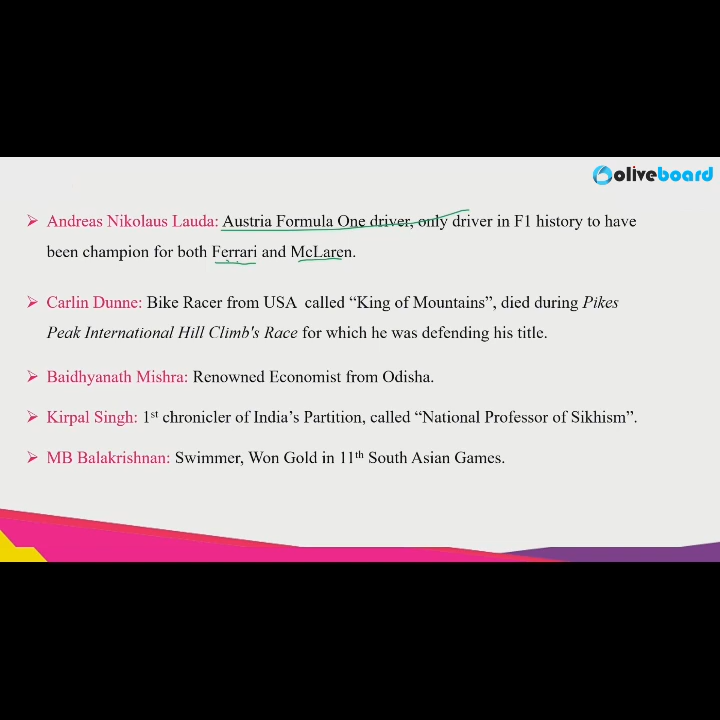 oliveboard
➢ Andreas Nikolaus Lauda: Austria Formula One driver, only driver in F1 history to have
been champion for both Ferrari and McLaren.
➢ Carlin Dunne: Bike Racer from USA called “King of Mountains”, died during Pikes
Peak International Hill Climb's Race for which he was defending his title.
➢ Baidhyanath Mishra: Renowned Economist from Odisha.
➢ Kirpal Singh: 1st chronicler of India’s Partition, called “National Professor of Sikhism”.
➢ MB Balakrishnan: Swimmer, Won Gold in 11th South Asian Games.